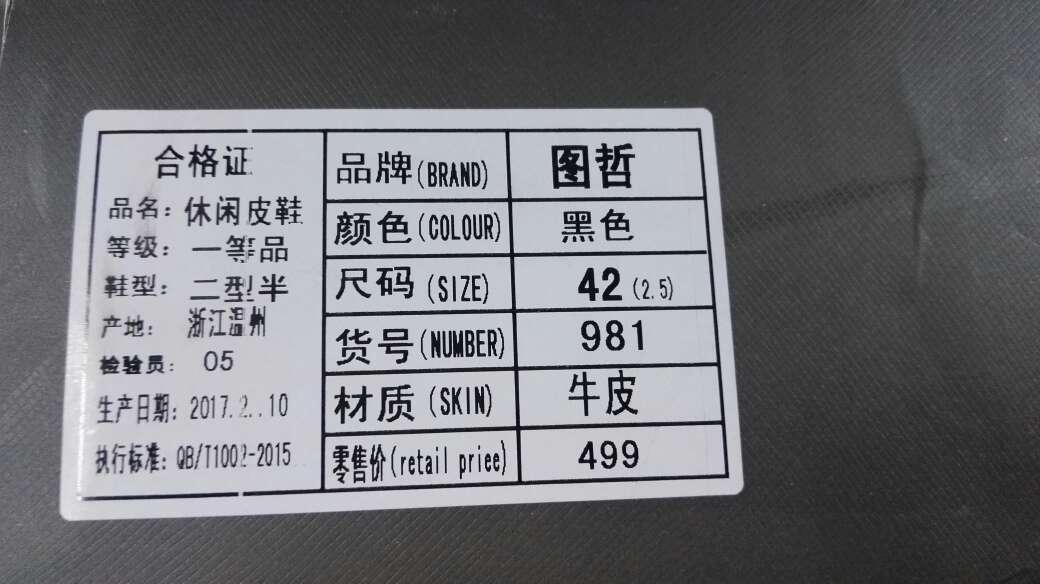 合格证
品名: 休闲皮鞋
等级: 一等品
鞋型: 二型半
产地: 浙江温州
检验员: 05
生产日期: 2017.2..10
执行标准: QB/T1002-2015
品牌(BRAND) 图哲
颜色(COLOUR) 黑色
尺码(SIZE) 42(2.5)
货号(NUMBER) 981
材质(SKIN) 牛皮
零售价(retail priee) 499